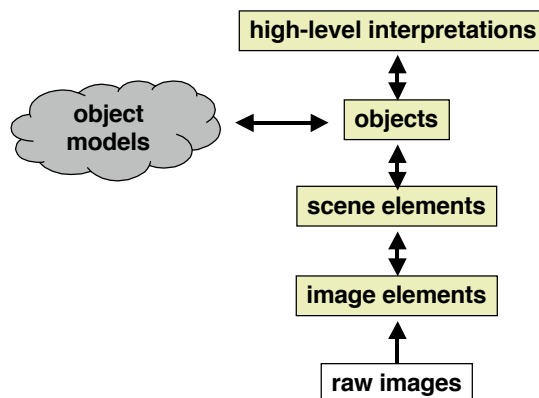 high-level interpretations
object
models
objects
scene elements
image elements
raw images